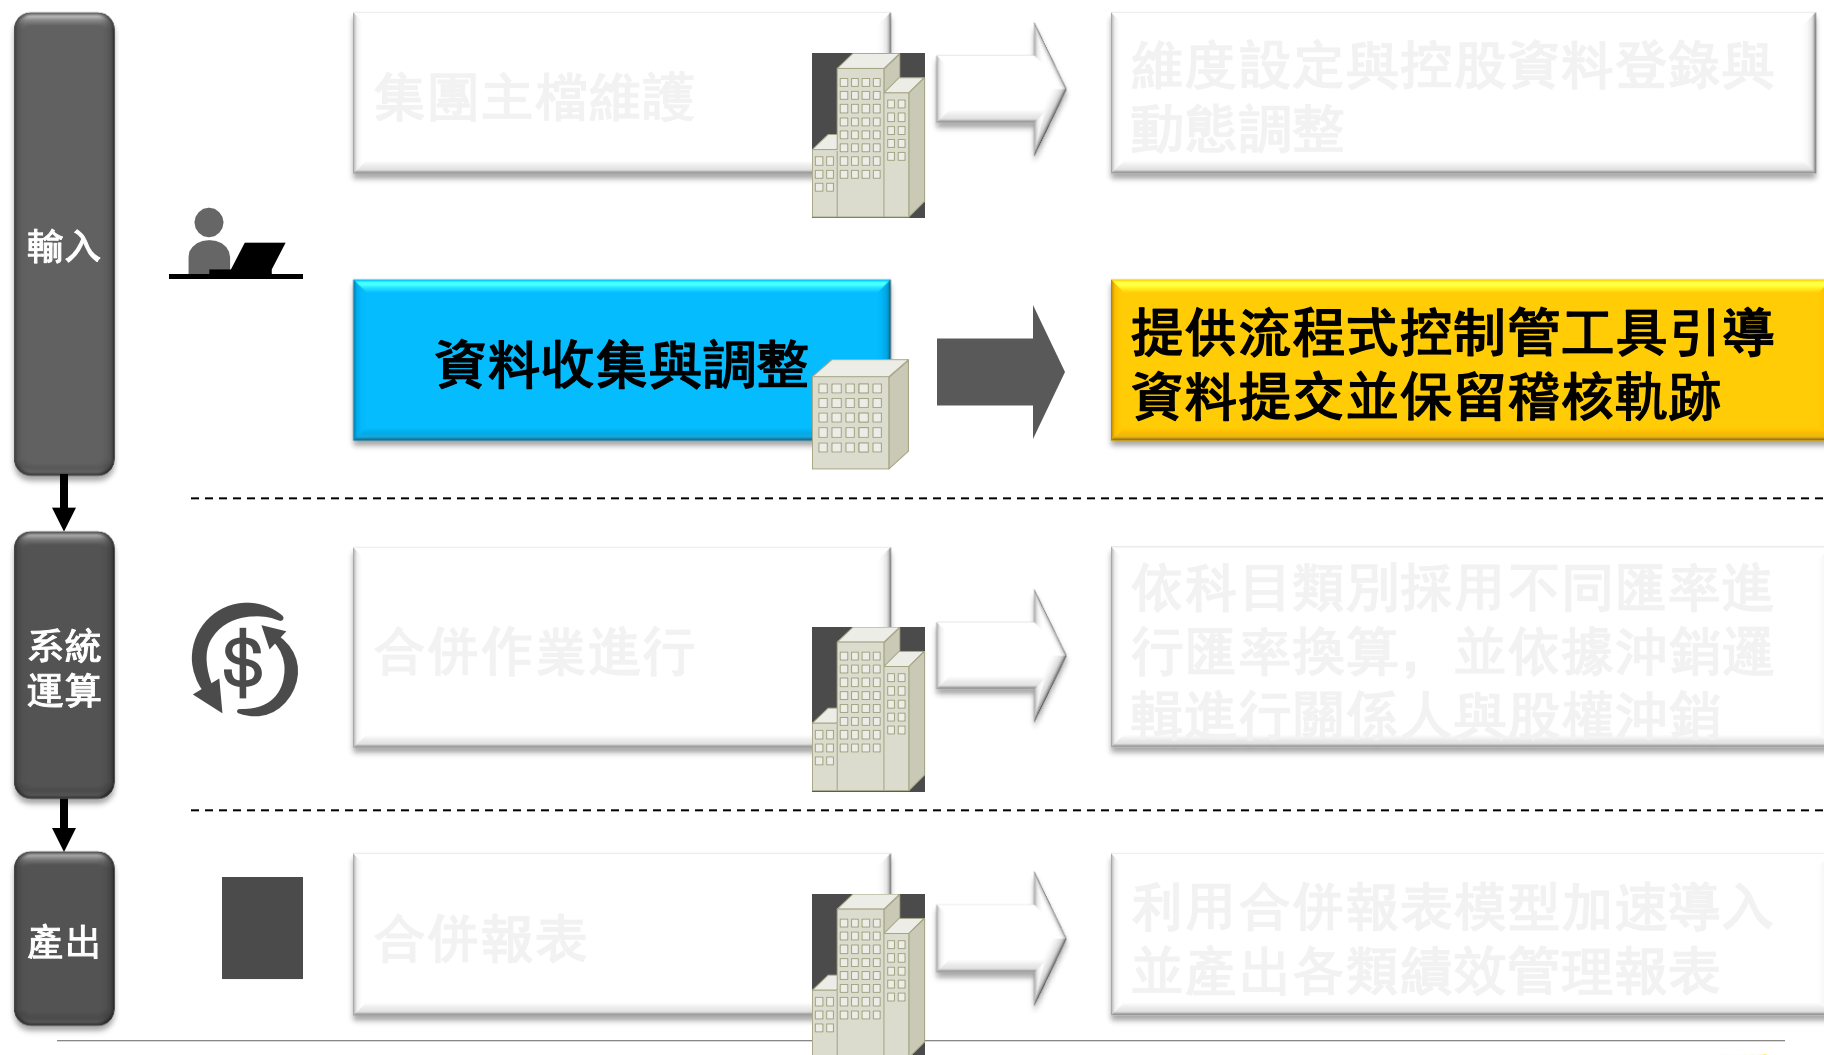 輸入
集團主檔維護
維度設定與控股資料登錄與
動態調整
資料收集與調整
提供流程式控制管工具引導
資料提交並保留稽核軌跡
系統
運算
合併作業進行
依科目類別採用不同匯率進
行匯率換算，並依據沖銷邏
輯進行關係人與股權沖銷
產出
合併報表
利用合併報表模型加速導入
並產出各類績效管理報表